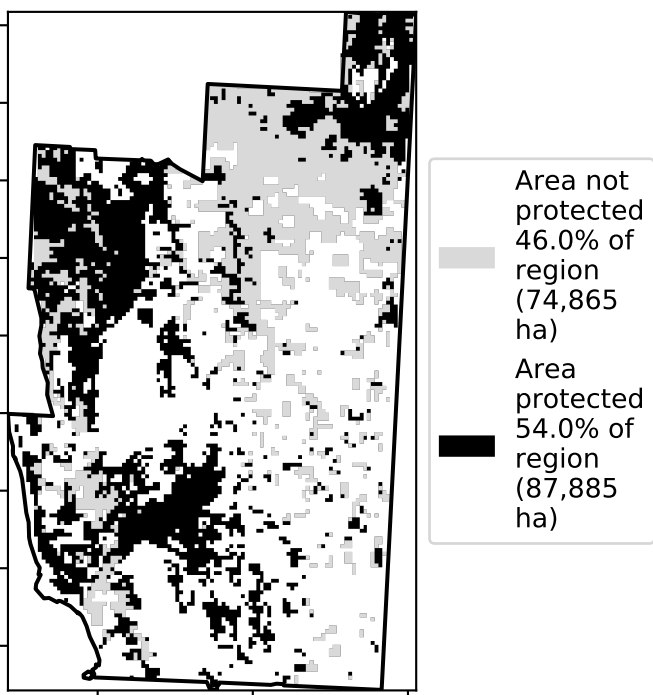 Area not
protected
46.0% of
region
(74,865
ha)
Area
protected
54.0% of
region
(87,885
ha)